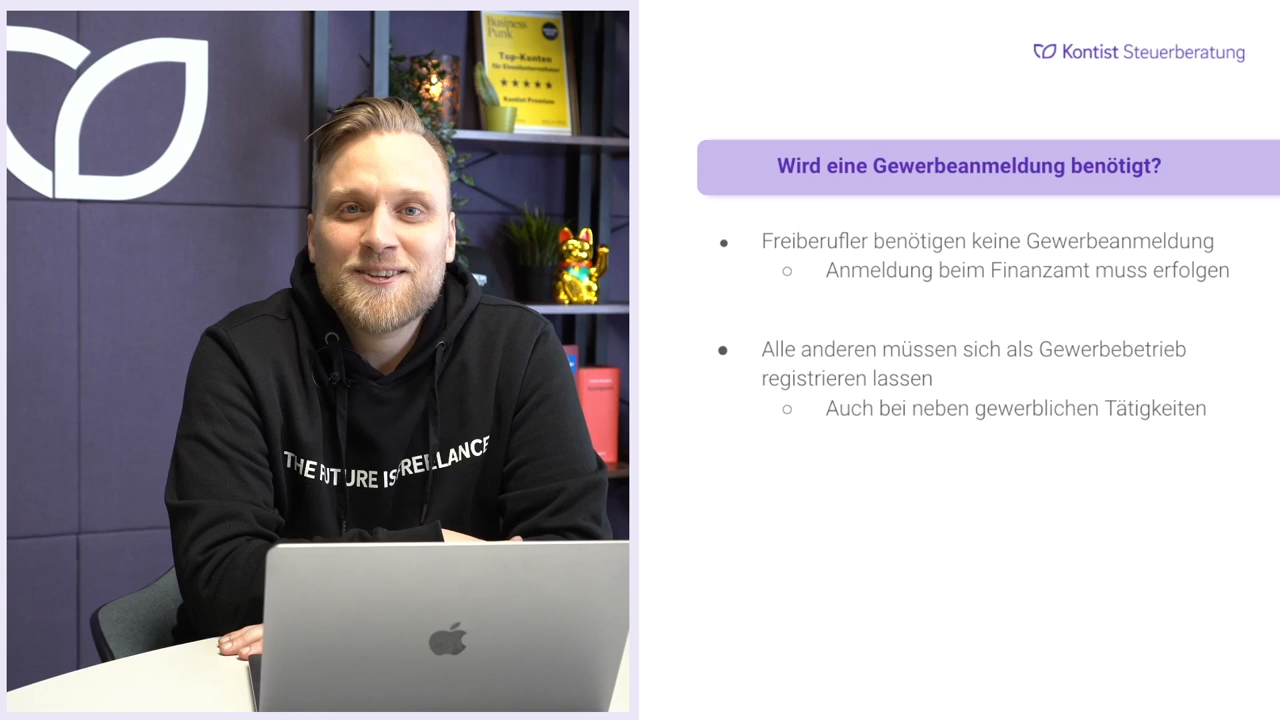 Business
Punk
Top-Konten
für Einzelunternehmer
Kontist Premium
THE FUTURE IS FREELANCE
Kontist Steuerberatung
Wird eine Gewerbeanmeldung benötigt?
Freiberufler benötigen keine Gewerbeanmeldung
Anmeldung beim Finanzamt muss erfolgen
Alle anderen müssen sich als Gewerbebetrieb
registrieren lassen
Auch bei neben gewerblichen Tätigkeiten